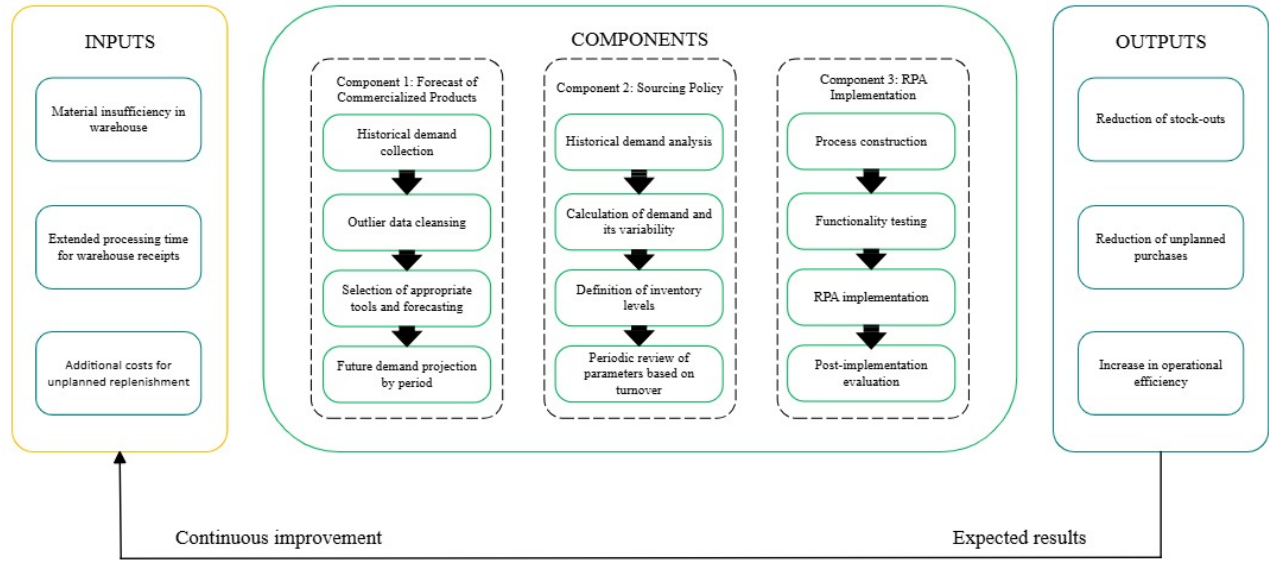 INPUTS
Material insufficiency in
warehouse
Extended processing time
for warehouse receipts
Additional costs for
unplanned replenishment
COMPONENTS
Component 1: Forecast of
Commercialized Products
Historical demand
collection
Outlier data cleansing
Selection of appropriate
tools and forecasting
Future demand projection
by period
Component 2: Sourcing Policy
Historical demand analysis
Calculation of demand and
its variability
Definition of inventory
levels
Periodic review of
parameters based on
turnover
Component 3: RPA
Implementation
Process construction
Functionality testing
RPA implementation
Post-implementation
evaluation
OUTPUTS
Reduction of stock-outs
Reduction of unplanned
purchases
Increase in operational
efficiency
Continuous improvement
Expected results